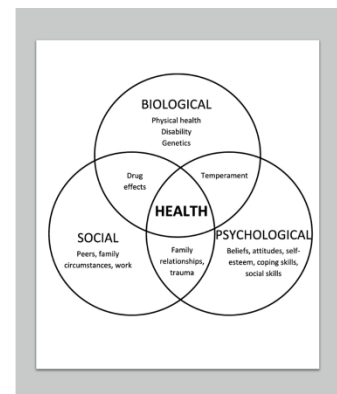 BIOLOGICAL
Physical health
Disability
Genetics
Drug
effects
Temperament
HEALTH
SOCIAL
Peers, family
circumstances, work
PSYCHOLOGICAL
Beliefs, attitudes, self-
esteem, coping skills,
social skills
Family
relationships,
trauma